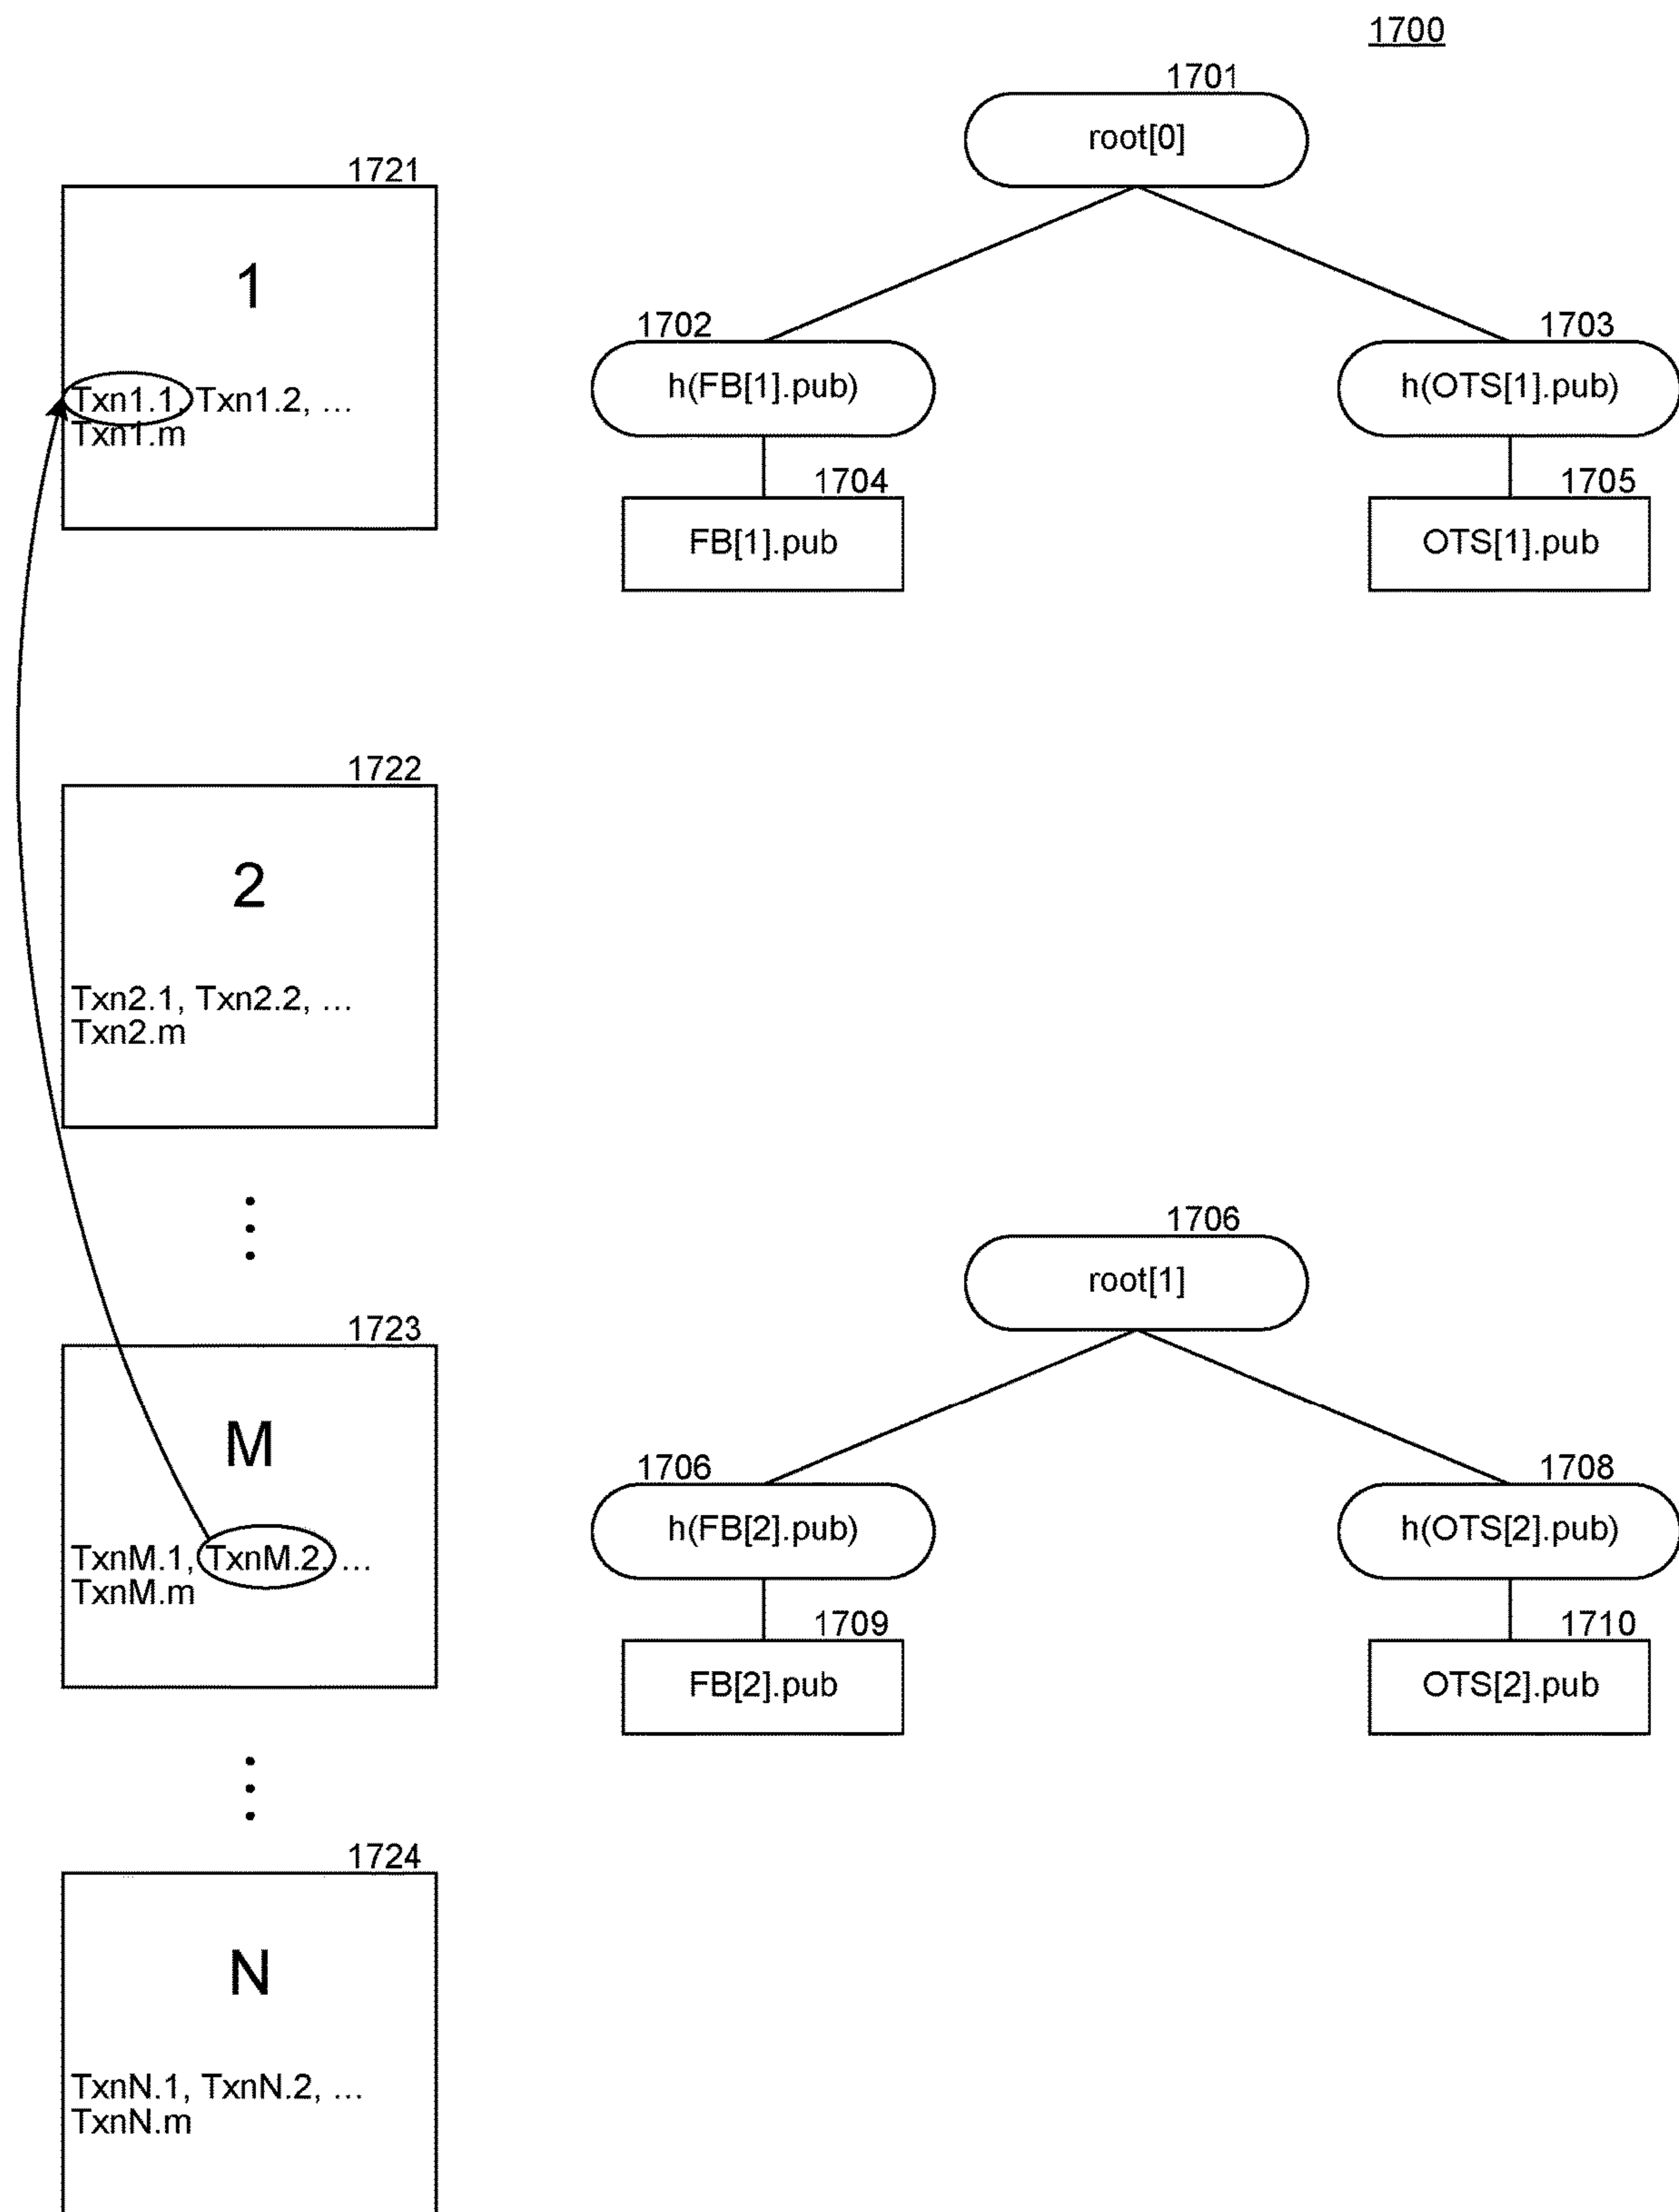 1700
1701
root[0]
1721
1
Txn1.1, Txn1.2, ...
Txn1.m
1702
h(FB[1].pub)
1703
h(OTS[1].pub)
1704
FB[1].pub
1705
OTS[1].pub
1722
2
Txn2.1, Txn2.2, ...
Txn2.m
1706
root[1]
1723
M
TxnM.1, TxnM.2, ...
TxnM.m
1706
h(FB[2].pub)
1708
h(OTS[2].pub)
1709
FB[2].pub
1710
OTS[2].pub
1724
N
TxnN.1, TxnN.2, ...
TxnN.m